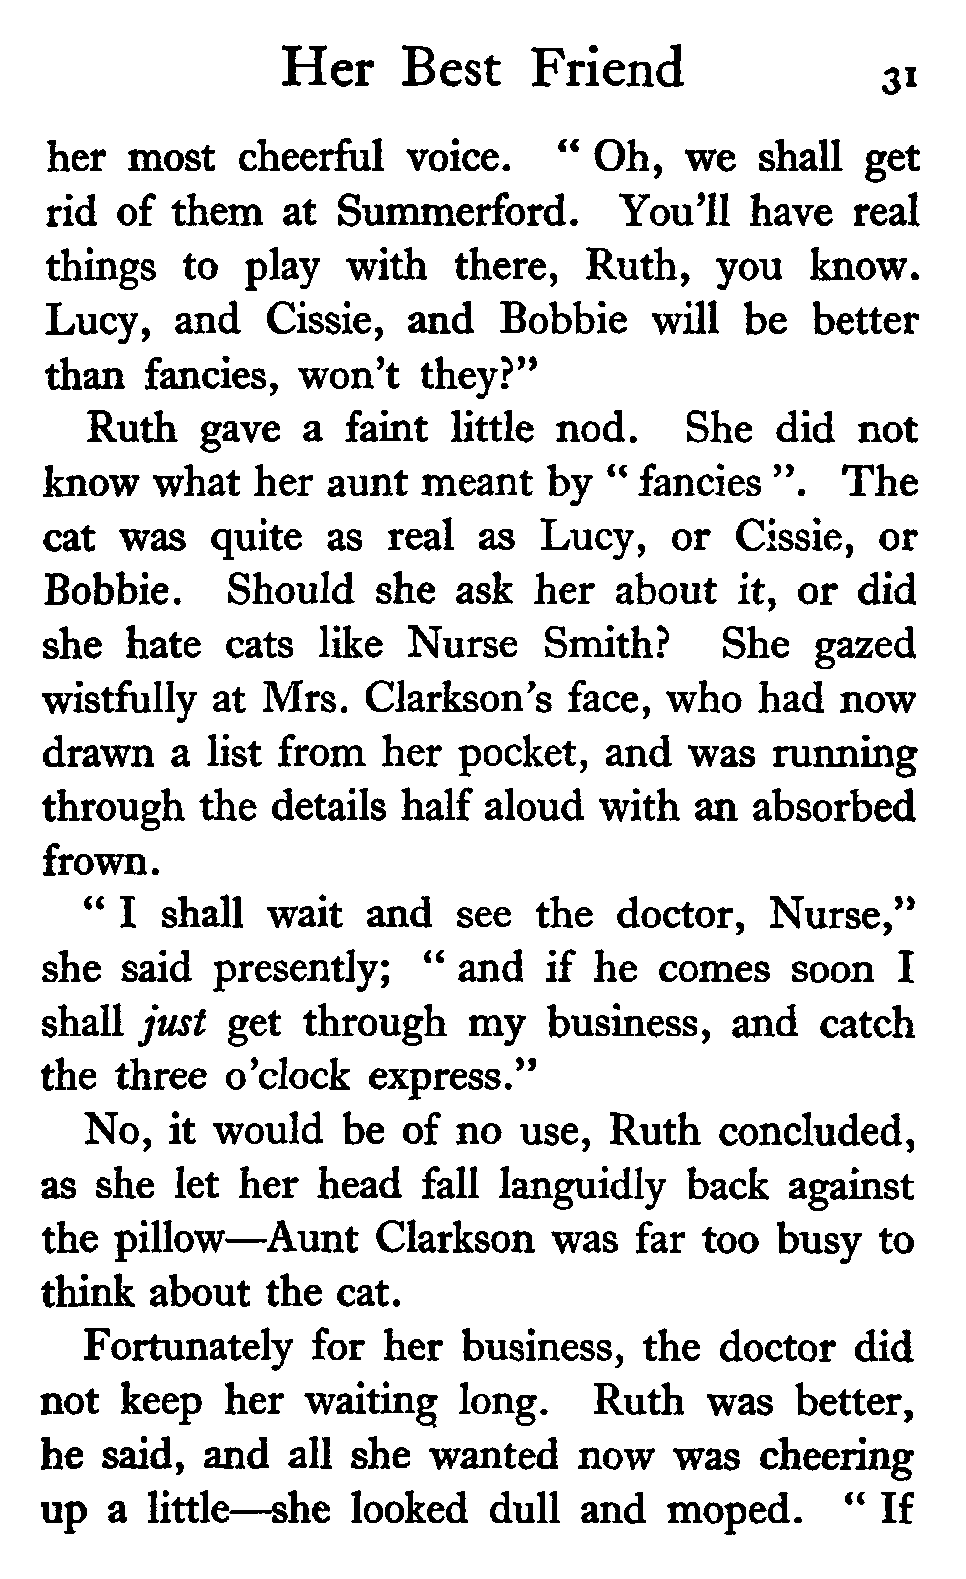 Her Best Friend 31
her most cheerful voice. “ Oh, we shall get
rid of them at Summerford. You'll have real
things to play with there, Ruth, you know.
Lucy, and Cissie, and Bobbie will be better
than fancies, won't they?”
Ruth gave a faint little nod. She did not
know what her aunt meant by “ fancies ”. The
cat was quite as real as Lucy, or Cissie, or
Bobbie. Should she ask her about it, or did
she hate cats like Nurse Smith? She gazed
wistfully at Mrs. Clarkson's face, who had now
drawn a list from her pocket, and was running
through the details half aloud with an absorbed
frown.
“ I shall wait and see the doctor, Nurse,”
she said presently; “ and if he comes soon I
shall just get through my business, and catch
the three o'clock express.”
No, it would be of no use, Ruth concluded,
as she let her head fall languidly back against
the pillow—Aunt Clarkson was far too busy to
think about the cat.
Fortunately for her business, the doctor did
not keep her waiting long. Ruth was better,
he said, and all she wanted now was cheering
up a little—she looked dull and moped. “ If